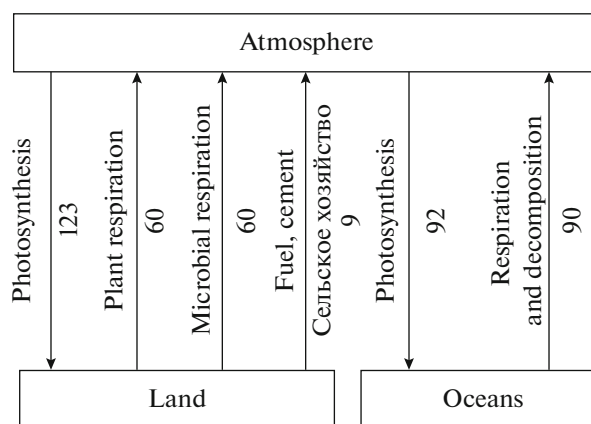 Atmosphere
Photosynthesis
123
Plant respiration
60
Microbial respiration
60
Fuel, cement
Сельское хозяйство
9
Photosynthesis
92
Respiration
and decomposition
90
Land
Oceans